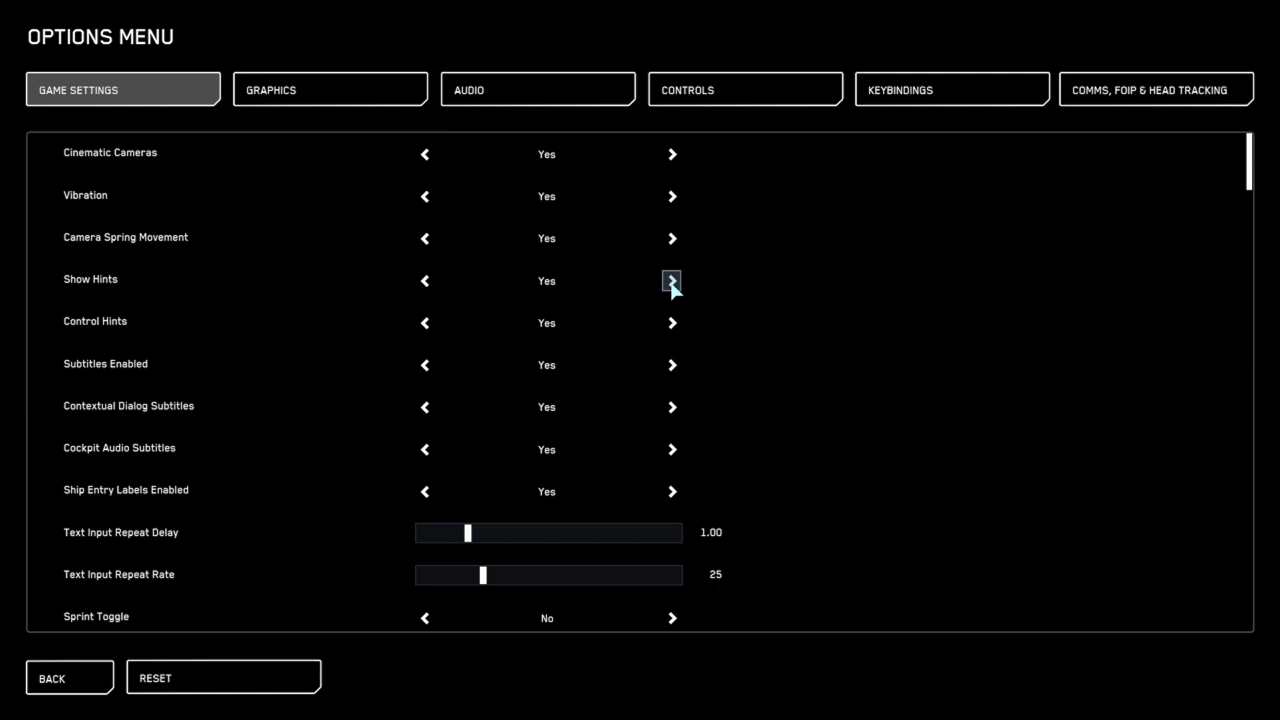 OPTIONS MENU
GAME SETTINGS GRAPHICS AUDIO CONTROLS KEYBINDINGS COMMS, FOIP & HEAD TRACKING
Cinematic Cameras Yes
Vibration Yes
Camera Spring Movement Yes
Show Hints Yes
Control Hints Yes
Subtitles Enabled Yes
Contextual Dialog Subtitles Yes
Cockpit Audio Subtitles Yes
Ship Entry Labels Enabled Yes
Text Input Repeat Delay 1.00
Text Input Repeat Rate 25
Sprint Toggle No
BACK RESET